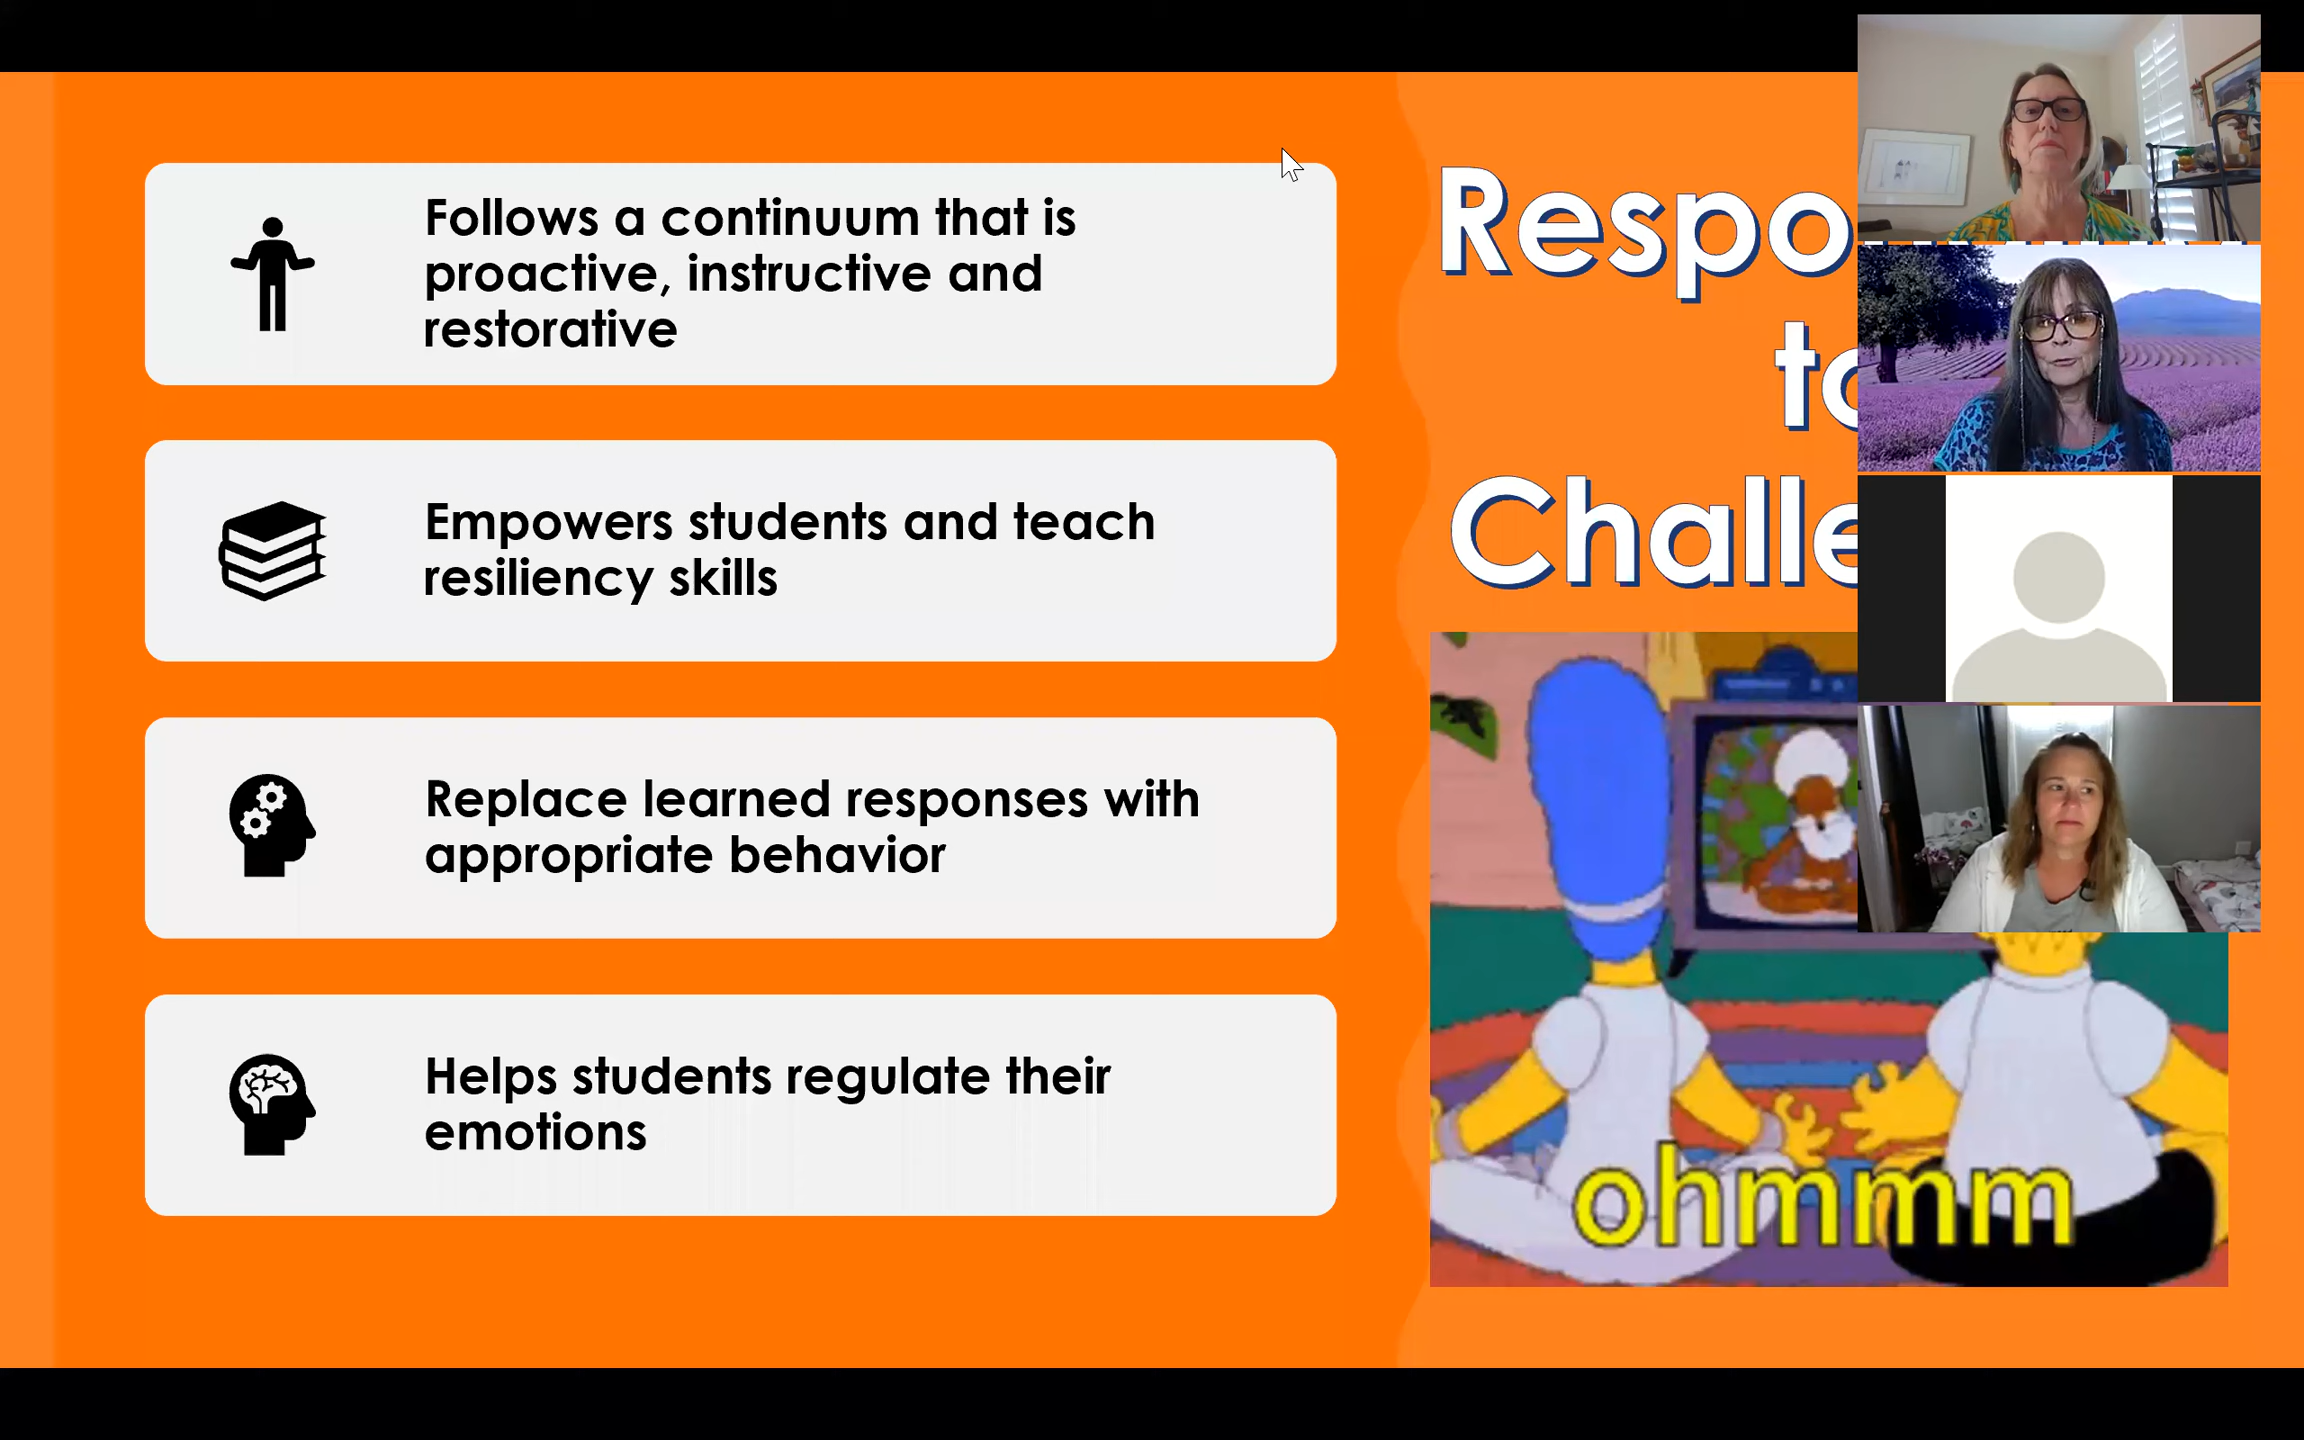 Follows a continuum that is
proactive, instructive and
restorative
Empowers students and teach
resiliency skills
Replace learned responses with
appropriate behavior
Helps students regulate their
emotions
Respo
to
Challe
ohmmm